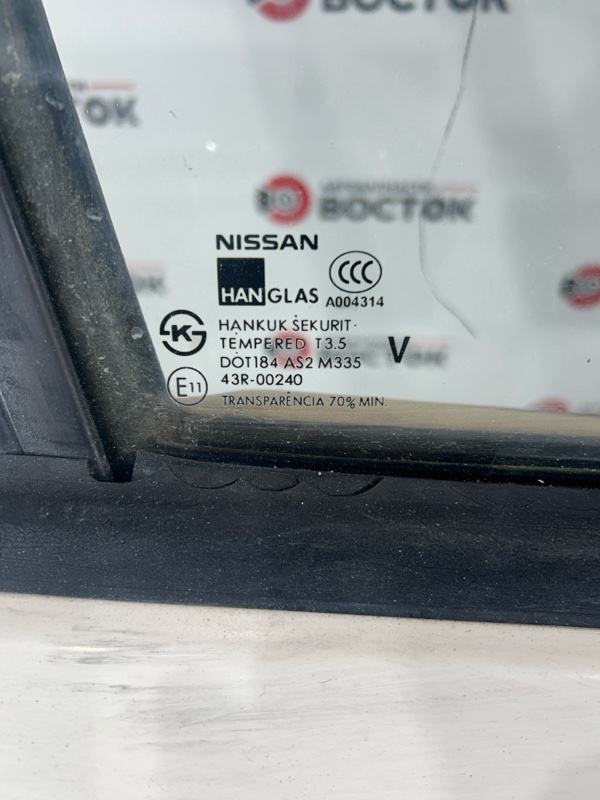 ВОСТОК
ВОСТОК
NISSAN
HANGLAS
CCC
A004314
K
S
HANKUK SEKURIT
TEMPERED T3.5
DOT184 AS2 M335
V
E11
43R-00240
TRANSPARÊNCIA 70% MIN.